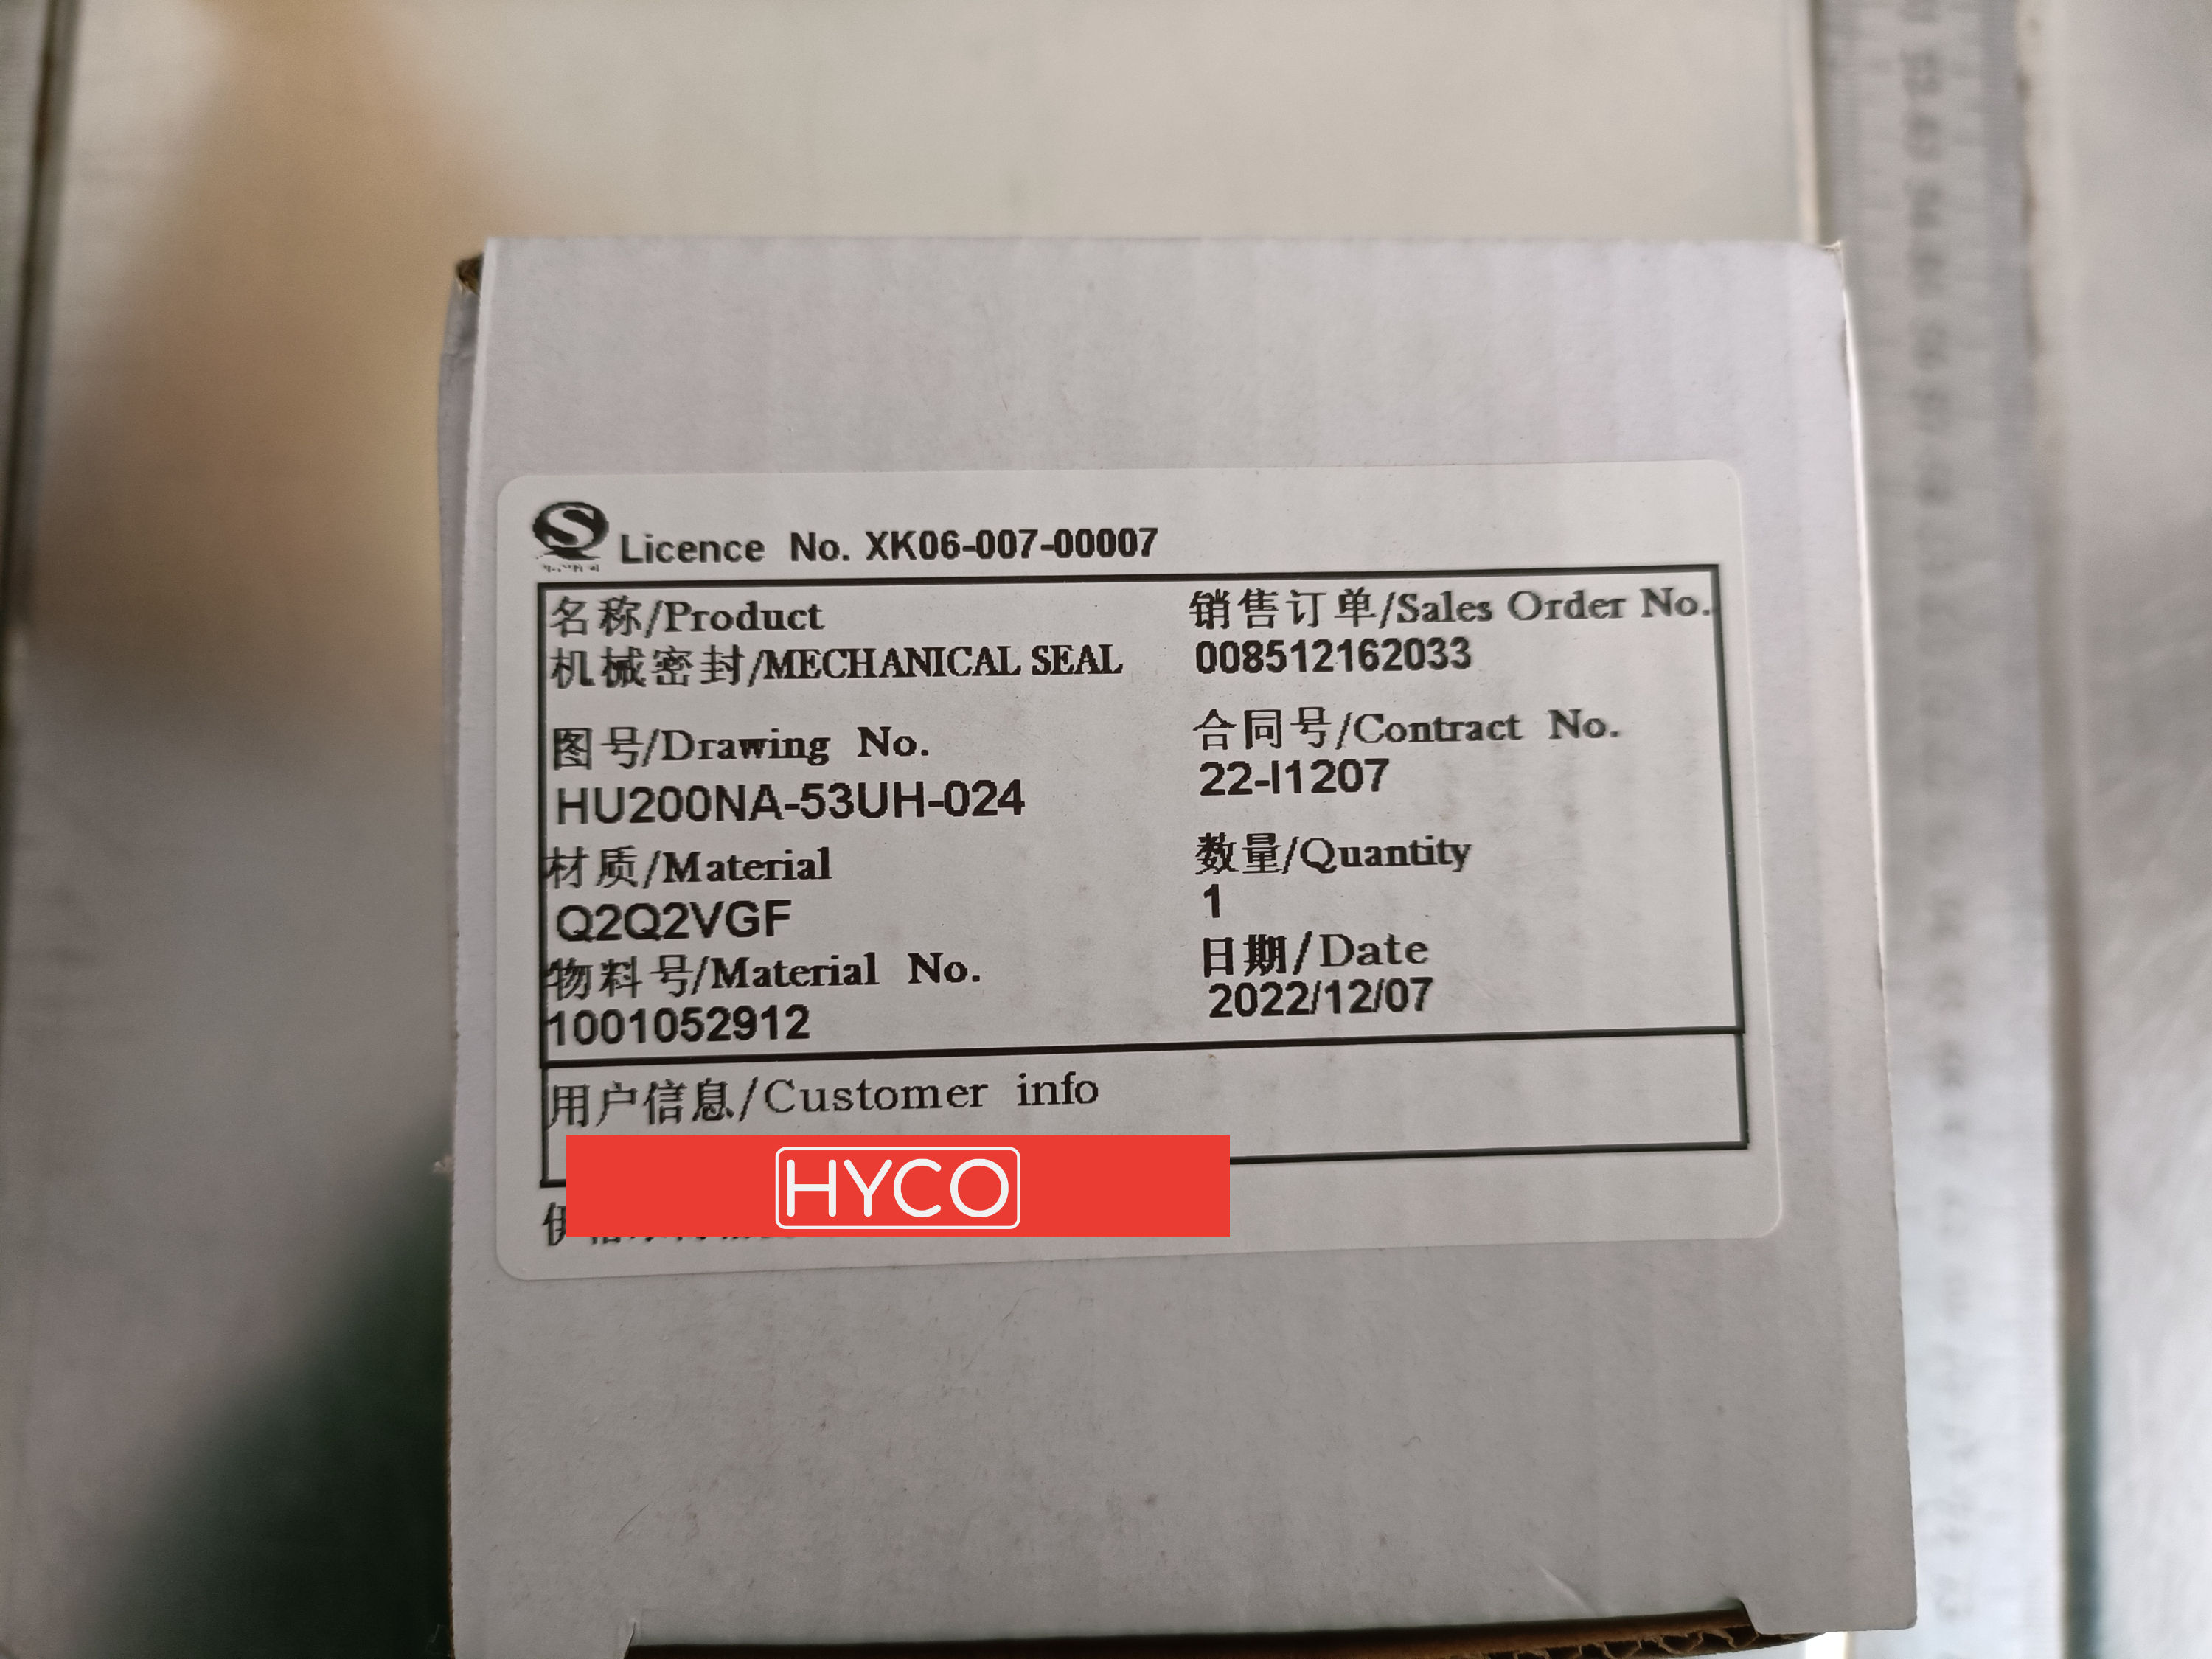 Licence No. XK06-007-00007
名称/Product
机械密封/MECHANICAL SEAL
图号/Drawing No.
HU200NA-53UH-024
材质/Material
Q2Q2VGF
物料号/Material No.
1001052912
销售订单/Sales Order No.
008512162033
合同号/Contract No.
22-I1207
数量/Quantity
1
日期/Date
2022/12/07
用户信息/Customer info
HYCO